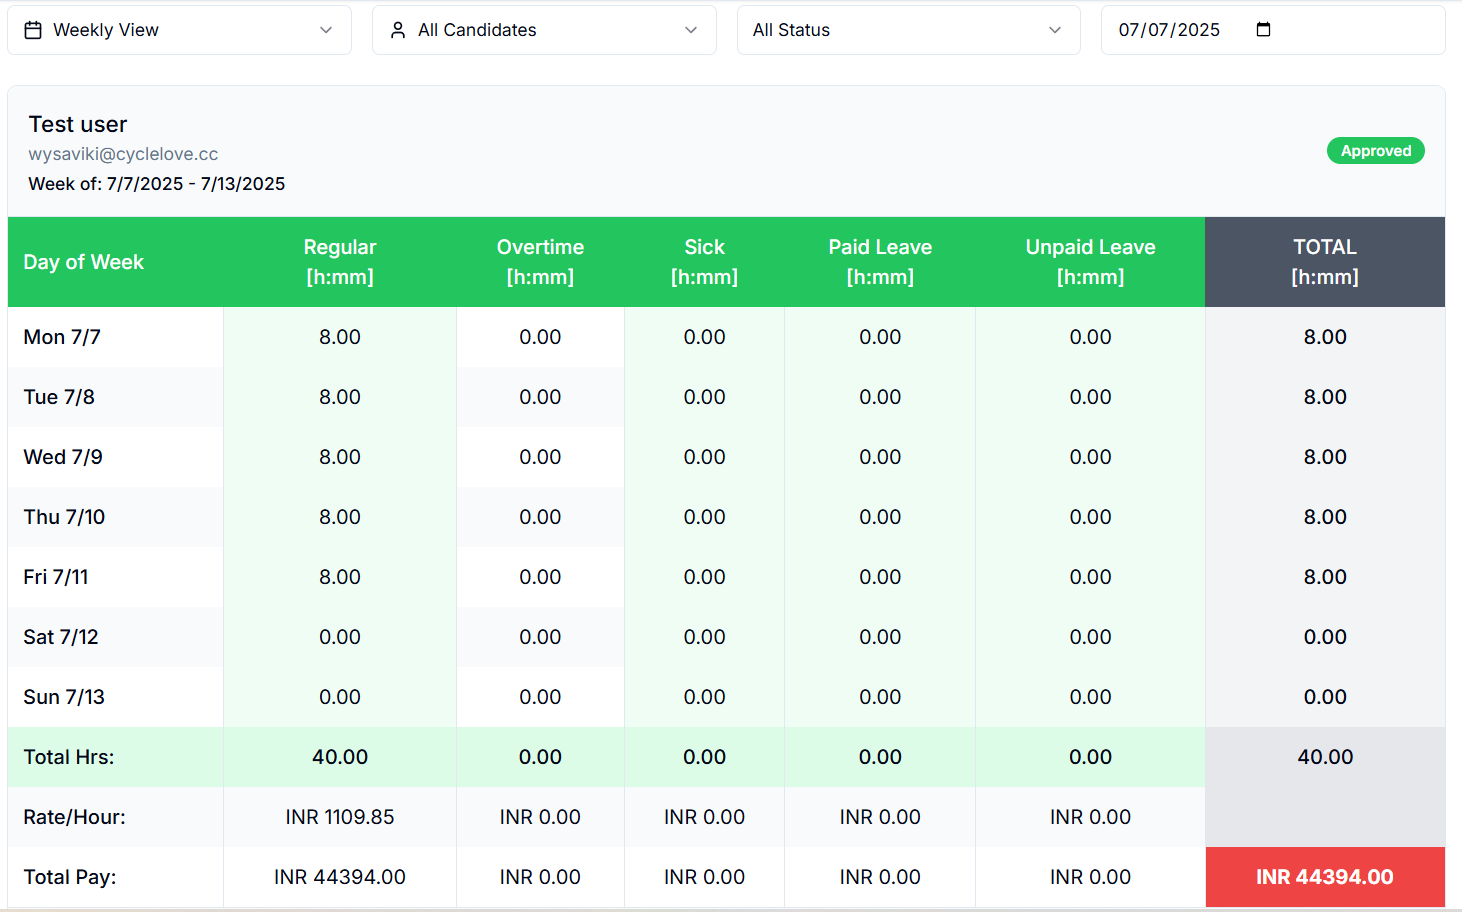 Weekly View All Candidates All Status 07/07/2025
Test user
wysaviki@cyclelove.cc
Approved
Week of: 7/7/2025 - 7/13/2025
Day of Week Regular [h:mm] Overtime [h:mm] Sick [h:mm] Paid Leave [h:mm] Unpaid Leave [h:mm] TOTAL [h:mm]
Mon 7/7 8.00 0.00 0.00 0.00 0.00 8.00
Tue 7/8 8.00 0.00 0.00 0.00 0.00 8.00
Wed 7/9 8.00 0.00 0.00 0.00 0.00 8.00
Thu 7/10 8.00 0.00 0.00 0.00 0.00 8.00
Fri 7/11 8.00 0.00 0.00 0.00 0.00 8.00
Sat 7/12 0.00 0.00 0.00 0.00 0.00 0.00
Sun 7/13 0.00 0.00 0.00 0.00 0.00 0.00
Total Hrs: 40.00 0.00 0.00 0.00 0.00 40.00
Rate/Hour: INR 1109.85 INR 0.00 INR 0.00 INR 0.00 INR 0.00
Total Pay: INR 44394.00 INR 0.00 INR 0.00 INR 0.00 INR 0.00 INR 44394.00